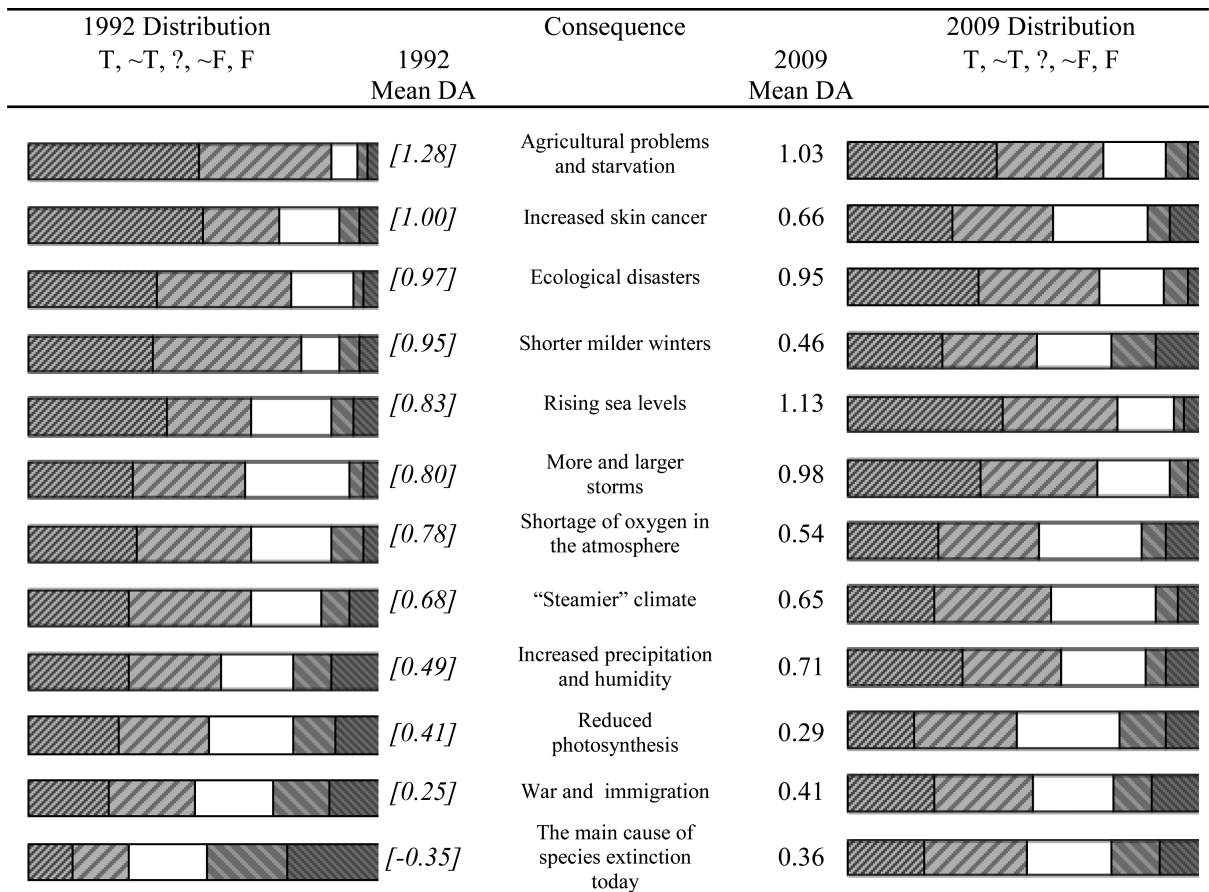 1992 Distribution Consequence 2009 Distribution
T, ~T, ?, ~F, F 1992 2009 T, ~T, ?, ~F, F
Mean DA Mean DA
Agricultural problems
[1.28] and starvation 1.03
[1.00] Increased skin cancer 0.66
[0.97] Ecological disasters 0.95
[0.95] Shorter milder winters 0.46
[0.83] Rising sea levels 1.13
More and larger
[0.80] storms 0.98
Shortage of oxygen in
[0.78] the atmosphere 0.54
[0.68] “Steamier” climate 0.65
Increased precipitation
[0.49] and humidity 0.71
Reduced
[0.41] photosynthesis 0.29
[0.25] War and immigration 0.41
The main cause of
[-0.35] species extinction 0.36
today